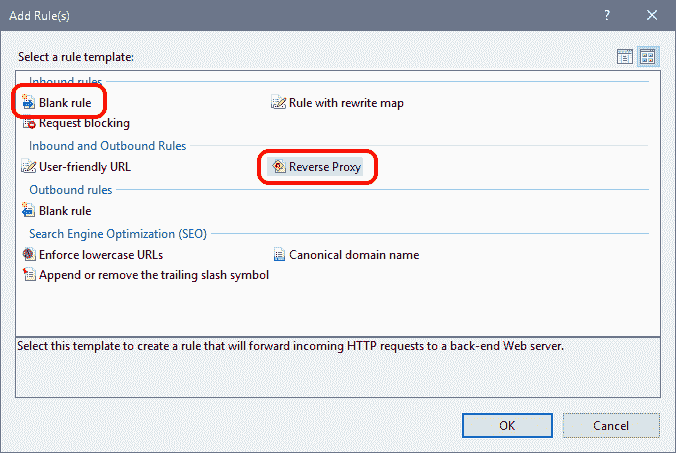 Add Rule(s)
Select a rule template:
Inbound rules
Blank rule
Rule with rewrite map
Request blocking
Inbound and Outbound Rules
User-friendly URL
Reverse Proxy
Outbound rules
Blank rule
Search Engine Optimization (SEO)
Enforce lowercase URLs
Canonical domain name
Append or remove the trailing slash symbol
Select this template to create a rule that will forward incoming HTTP requests to a back-end Web server.
OK
Cancel